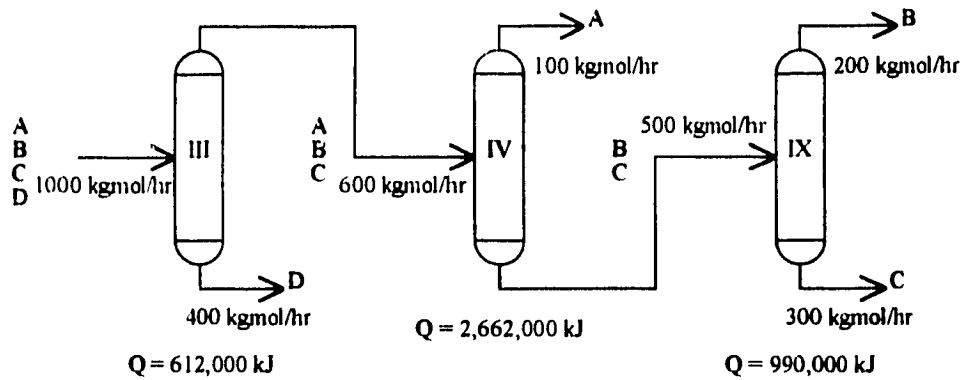 A
B
C
D
1000 kgmol/hr
III
D
400 kgmol/hr
Q = 612,000 kJ
A
B
C
600 kgmol/hr
IV
A
100 kgmol/hr
Q = 2,662,000 kJ
B
C
500 kgmol/hr
IX
B
200 kgmol/hr
C
300 kgmol/hr
Q = 990,000 kJ